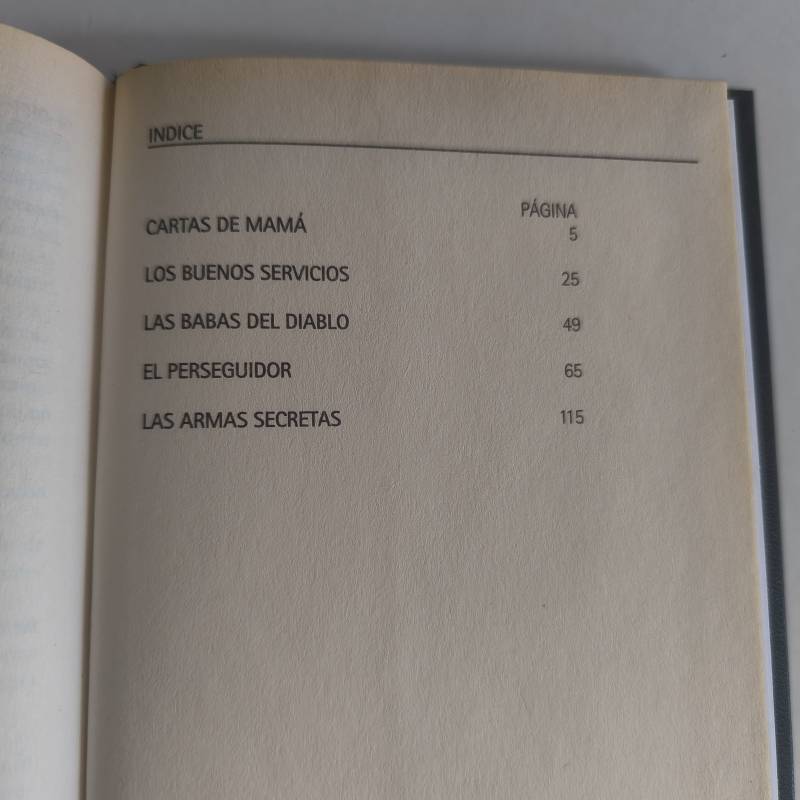 INDICE
PÁGINA
CARTAS DE MAMÁ 5
LOS BUENOS SERVICIOS 25
LAS BABAS DEL DIABLO 49
EL PERSEGUIDOR 65
LAS ARMAS SECRETAS 115